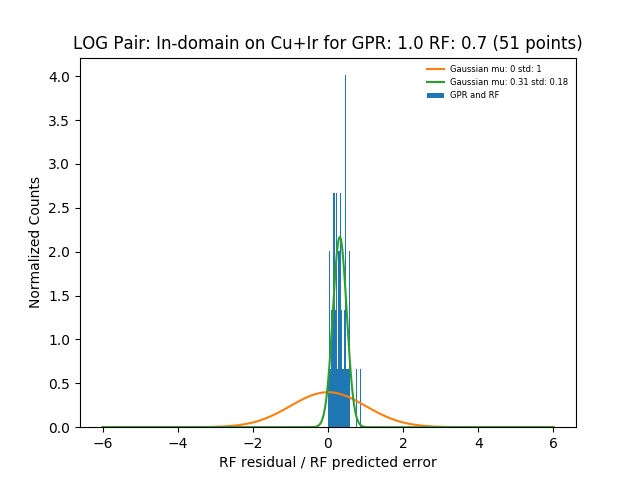 LOG Pair: In-domain on Cu+Ir for GPR: 1.0 RF: 0.7 (51 points)
Gaussian mu: 0 std: 1
Gaussian mu: 0.31 std: 0.18
GPR and RF
Normalized Counts
4.0
3.5
3.0
2.5
2.0
1.5
1.0
0.5
0.0
−6 −4 −2 0 2 4 6
RF residual / RF predicted error